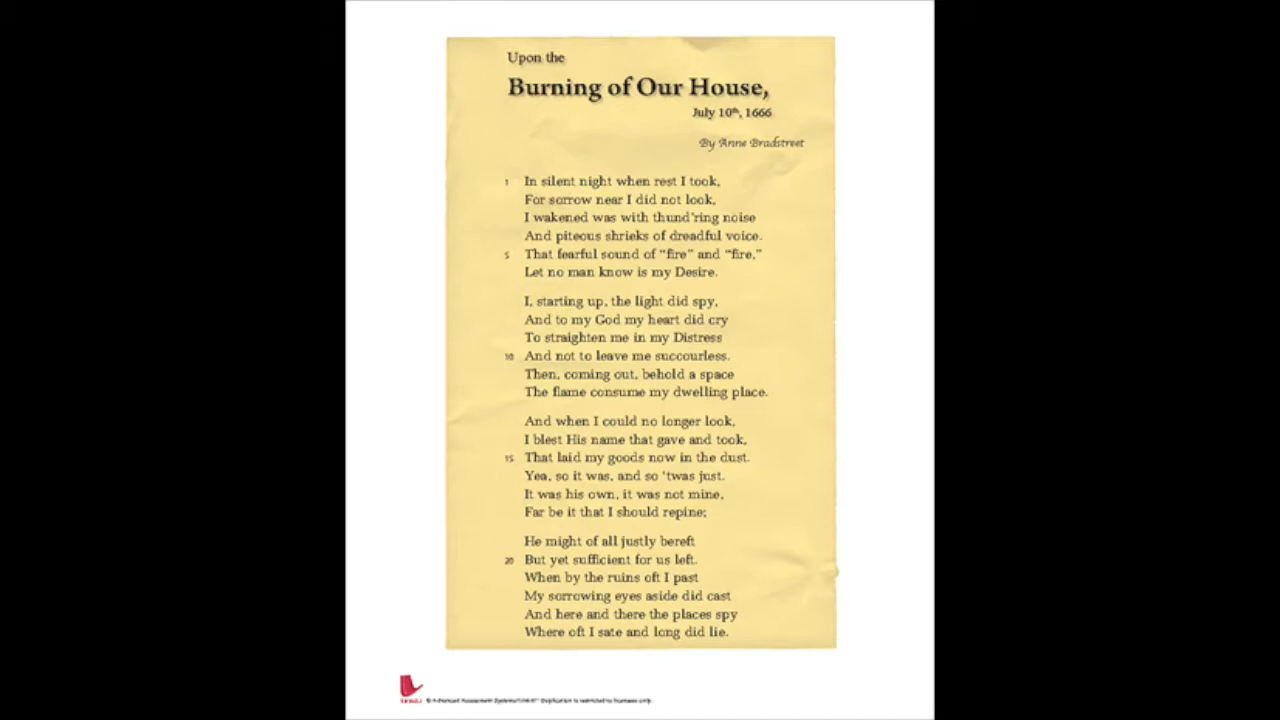 Upon the
Burning of Our House,
July 10th, 1666
By Anne Bradstreet
1 In silent night when rest I took,
For sorrow near I did not look,
I wakened was with thund'ring noise
And piteous shrieks of dreadful voice.
5 That fearful sound of “fire” and “fire,”
Let no man know is my Desire.
I, starting up, the light did spy,
And to my God my heart did cry
To straighten me in my Distress
10 And not to leave me succourless.
Then, coming out, behold a space
The flame consume my dwelling place.
And when I could no longer look,
I blest His name that gave and took,
15 That laid my goods now in the dust.
Yea, so it was, and so ‘twas just.
It was his own, it was not mine,
Far be it that I should repine;
He might of all justly bereft
20 But yet sufficient for us left.
When by the ruins oft I past
My sorrowing eyes aside did cast
And here and there the places spy
Where oft I sate and long did lie.